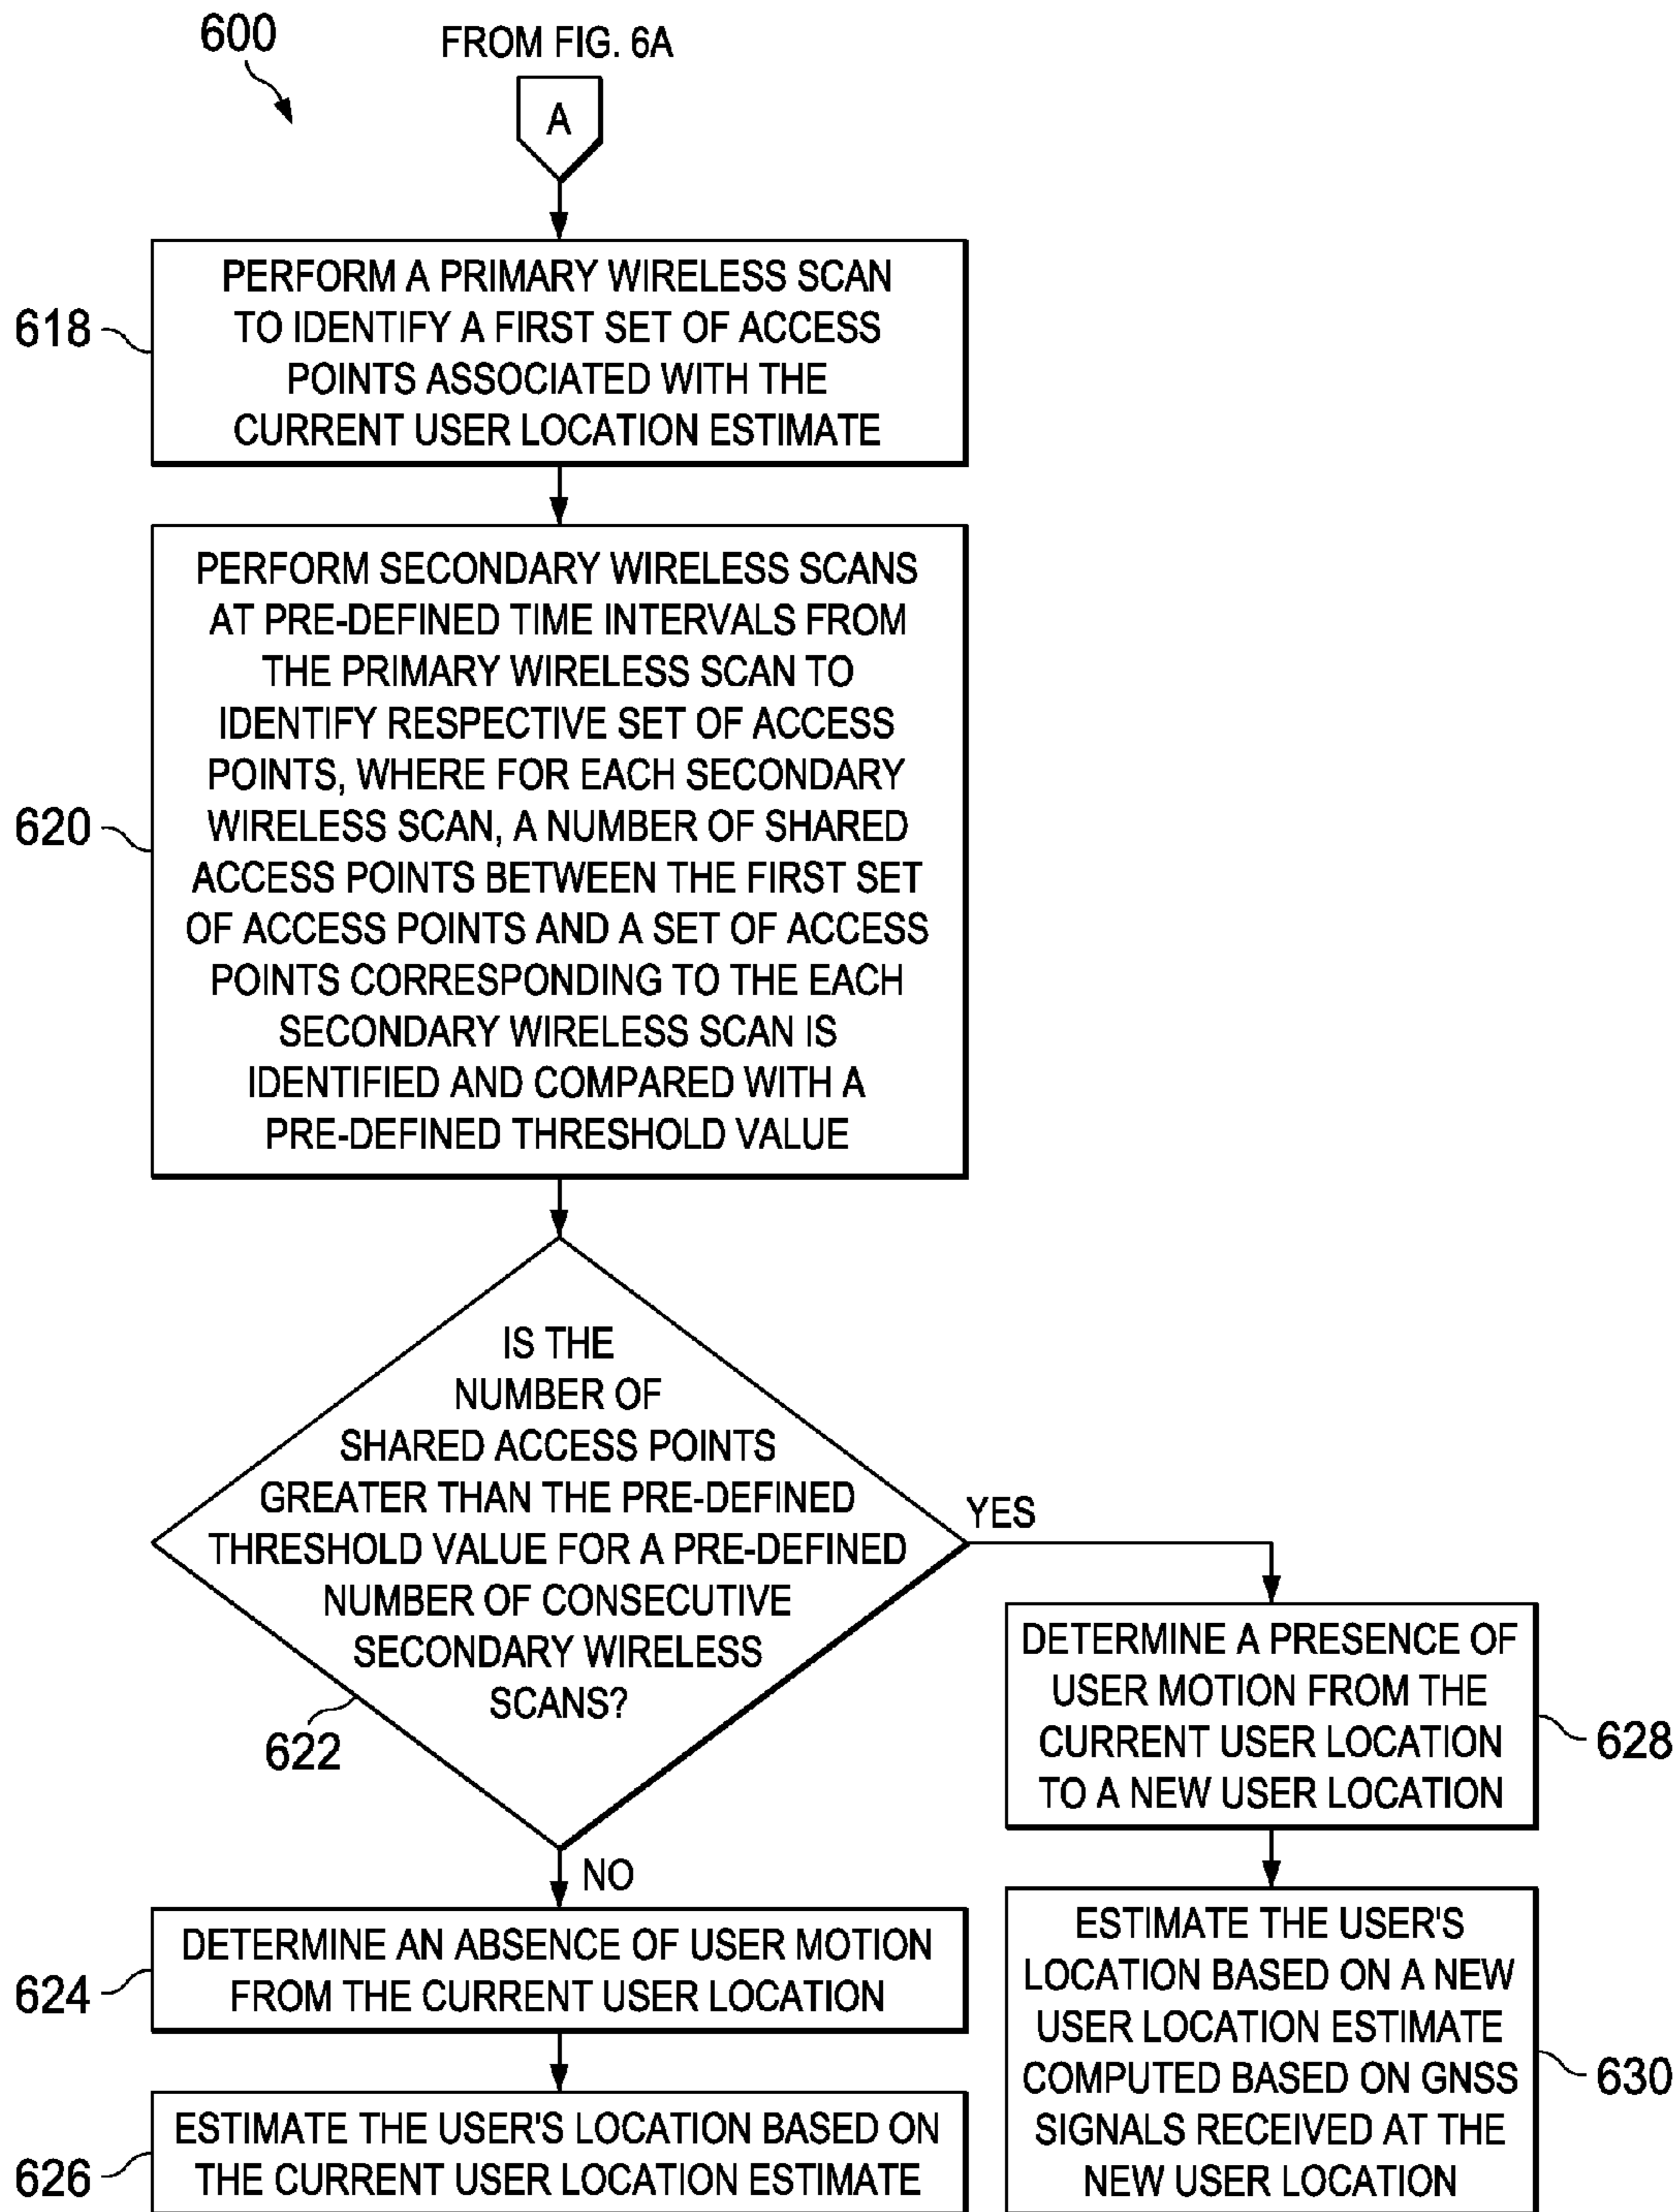 600
FROM FIG. 6A
A
618
PERFORM A PRIMARY WIRELESS SCAN
TO IDENTIFY A FIRST SET OF ACCESS
POINTS ASSOCIATED WITH THE
CURRENT USER LOCATION ESTIMATE
620
PERFORM SECONDARY WIRELESS SCANS
AT PRE-DEFINED TIME INTERVALS FROM
THE PRIMARY WIRELESS SCAN TO
IDENTIFY RESPECTIVE SET OF ACCESS
POINTS, WHERE FOR EACH SECONDARY
WIRELESS SCAN, A NUMBER OF SHARED
ACCESS POINTS BETWEEN THE FIRST SET
OF ACCESS POINTS AND A SET OF ACCESS
POINTS CORRESPONDING TO THE EACH
SECONDARY WIRELESS SCAN IS
IDENTIFIED AND COMPARED WITH A
PRE-DEFINED THRESHOLD VALUE
IS THE
NUMBER OF
SHARED ACCESS POINTS
GREATER THAN THE PRE-DEFINED
THRESHOLD VALUE FOR A PRE-DEFINED
NUMBER OF CONSECUTIVE
SECONDARY WIRELESS
SCANS?
622
YES
DETERMINE A PRESENCE OF
USER MOTION FROM THE
CURRENT USER LOCATION
TO A NEW USER LOCATION
628
NO
624
DETERMINE AN ABSENCE OF USER MOTION
FROM THE CURRENT USER LOCATION
626
ESTIMATE THE USER'S LOCATION BASED ON
THE CURRENT USER LOCATION ESTIMATE
ESTIMATE THE USER'S
LOCATION BASED ON A NEW
USER LOCATION ESTIMATE
COMPUTED BASED ON GNSS
SIGNALS RECEIVED AT THE
NEW USER LOCATION
630